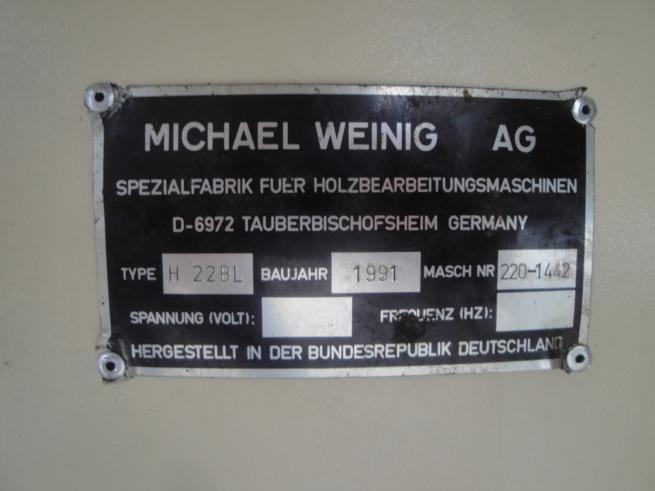 MICHAEL WEINIG AG
SPEZIALFABRIK FUER HOLZBEARBEITUNGSMASCHINEN
D-6972 TAUBERBISCHOFSHEIM GERMANY
TYPE H 22BL BAUJAHR 1991 MASCH NR 220-1442
SPANNUNG (VOLT): FREQUENZ (HZ):
HERGESTELLT IN DER BUNDESREPUBLIK DEUTSCHLAND